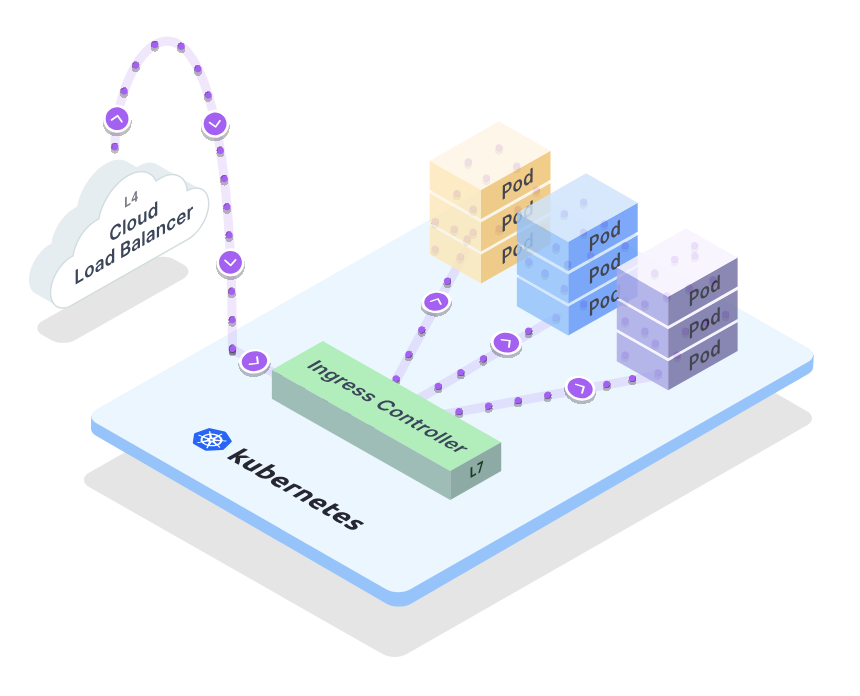 L4
Cloud
Load Balancer
Pod
Pod
Pod
Pod
Pod
Pod
Pod
Pod
Pod
Ingress Controller
L7
kubernetes